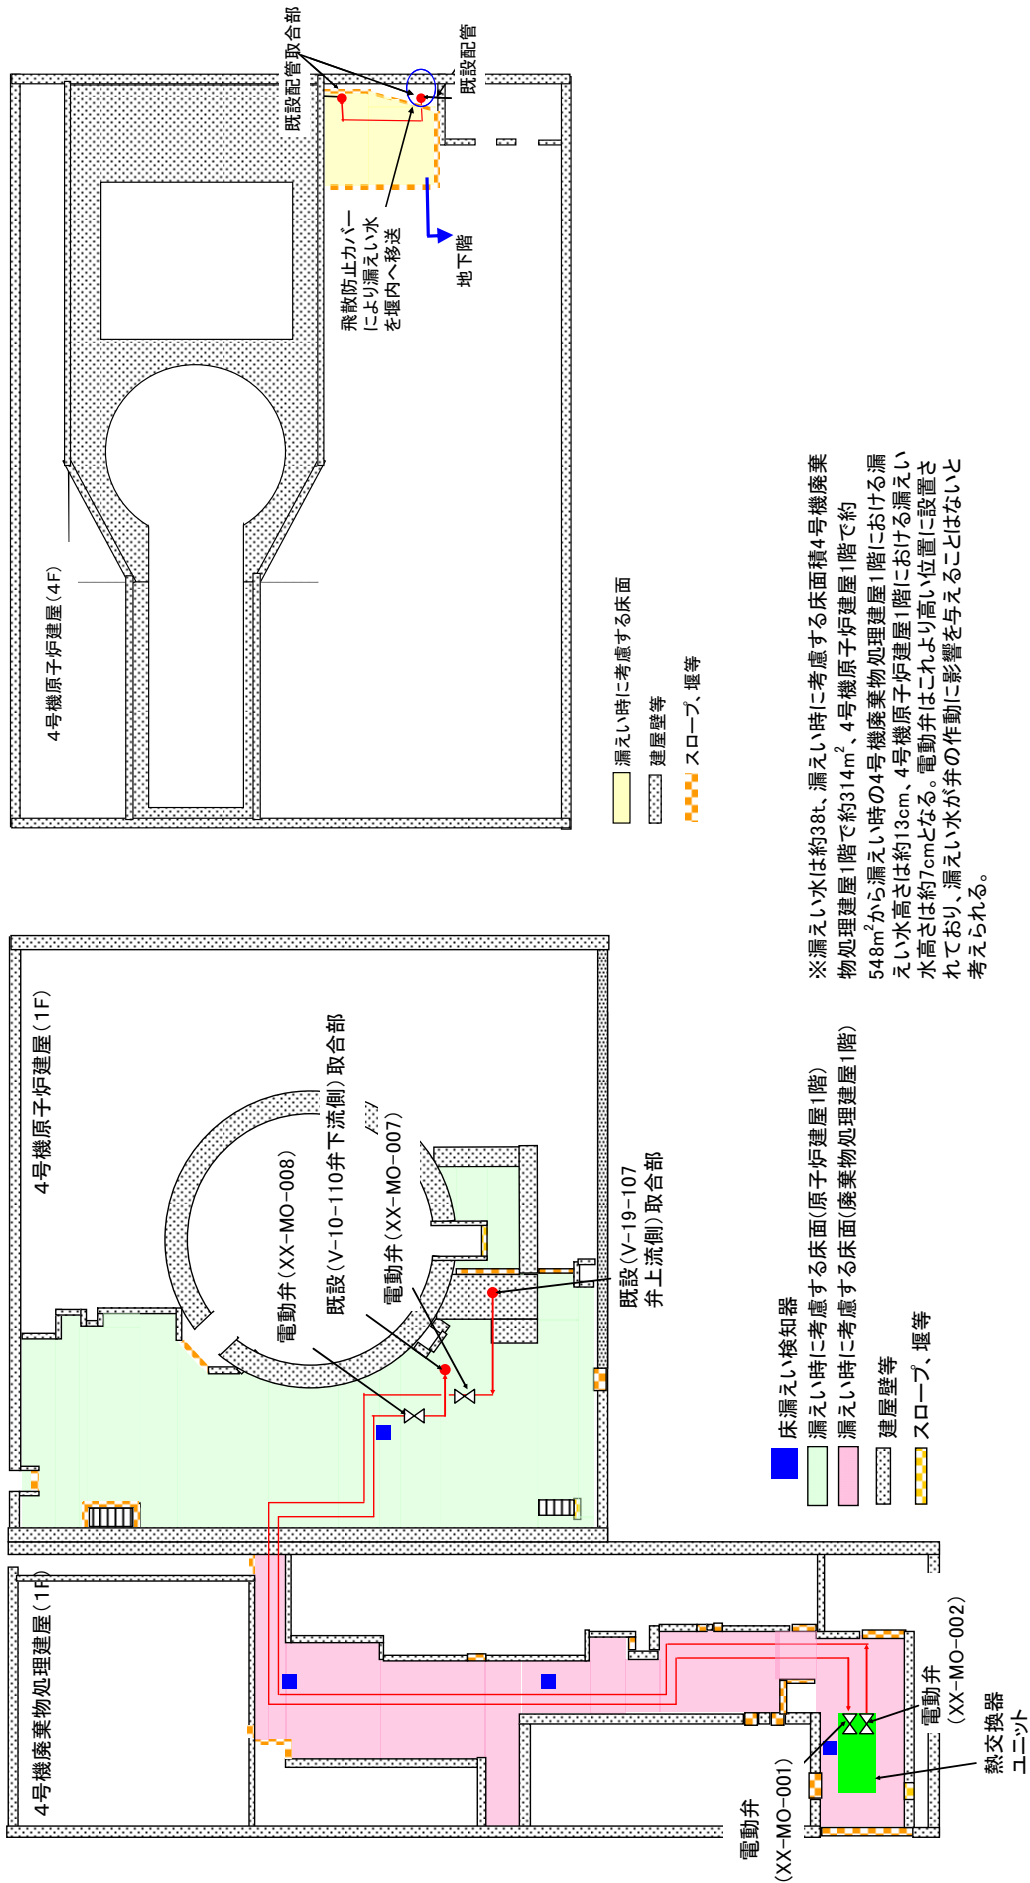 4号機廃棄物処理建屋(1F)
電動弁
(XX-MO-001)
電動弁
(XX-MO-002)
熱交換器
ユニット
4号機原子炉建屋(1F)
電動弁(XX-MO-008)
既設(V-10-110弁下流側)取合部
電動弁(XX-MO-007)
既設(V-19-107
弁上流側)取合部
床漏えい検知器
漏えい時に考慮する床面(原子炉建屋1階)
漏えい時に考慮する床面(廃棄物処理建屋1階)
建屋壁等
スロープ、堰等
4号機原子炉建屋(4F)
既設配管取合部
既設配管
飛散防止カバー
により漏えい水
を堰内へ移送
地下階
漏えい時に考慮する床面
建屋壁等
スロープ、堰等
※漏えい水は約38t、漏えい時に考慮する床面積4号機廃棄
物処理建屋1階で約314m²、4号機原子炉建屋1階で約
548m²から漏えい時の4号機廃棄物処理建屋1階における漏
えい水高さは約13cm、4号機原子炉建屋1階における漏えい
水高さは約7cmとなる。電動弁はこれより高い位置に設置さ
れており、漏えい水が弁の作動に影響を与えることはないと
考えられる。